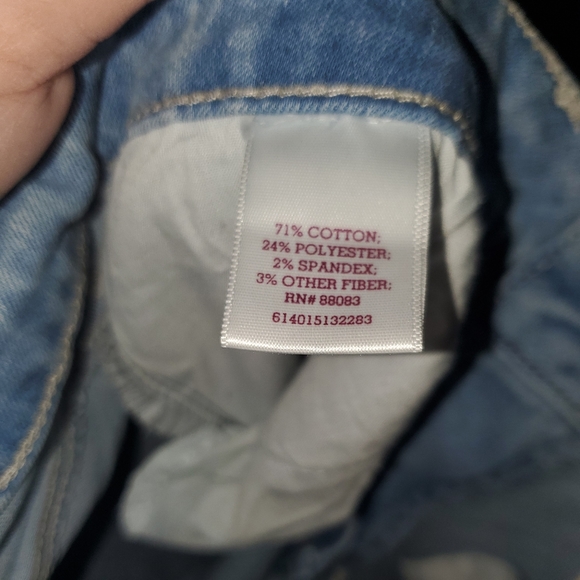 71% COTTON;
24% POLYESTER;
2% SPANDEX;
3% OTHER FIBER;
RN# 88083
614015132283